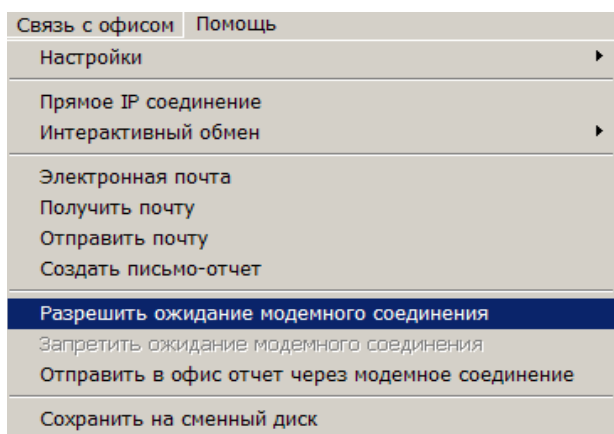 Связь с офисом Помощь
Настройки
Прямое IP соединение
Интерактивный обмен
Электронная почта
Получить почту
Отправить почту
Создать письмо-отчет
Разрешить ожидание модемного соединения
Запретить ожидание модемного соединения
Отправить в офис отчет через модемное соединение
Сохранить на сменный диск